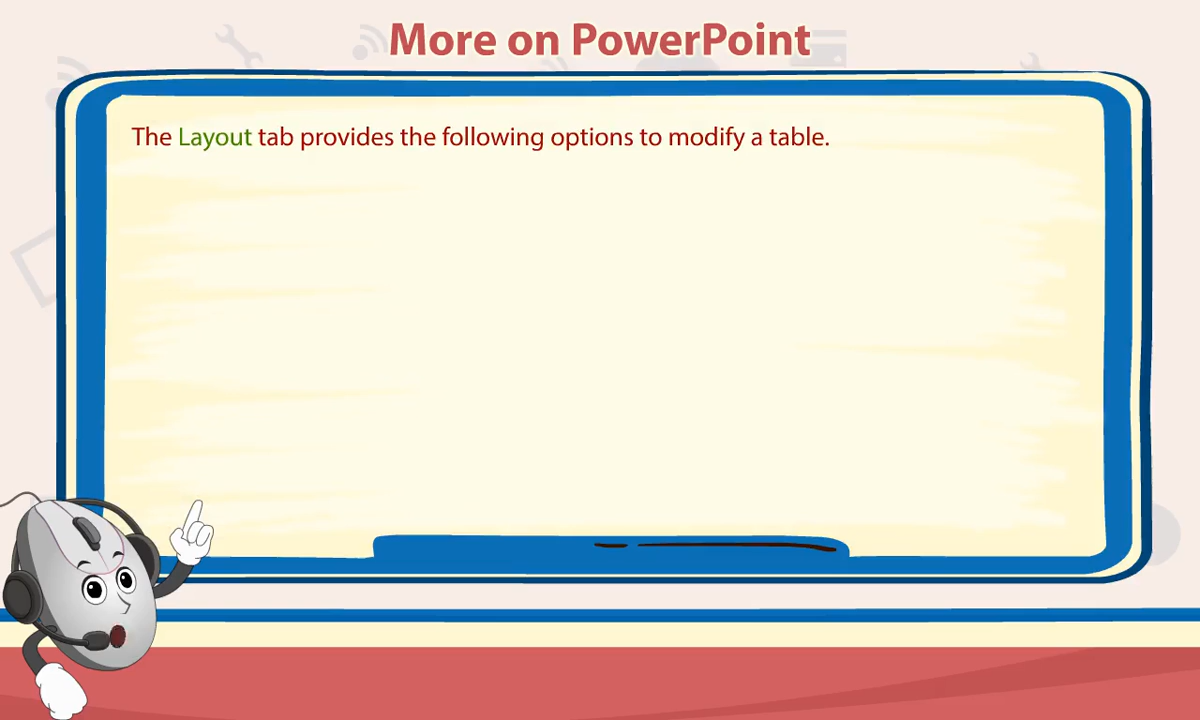 More on PowerPoint
The Layout tab provides the following options to modify a table.